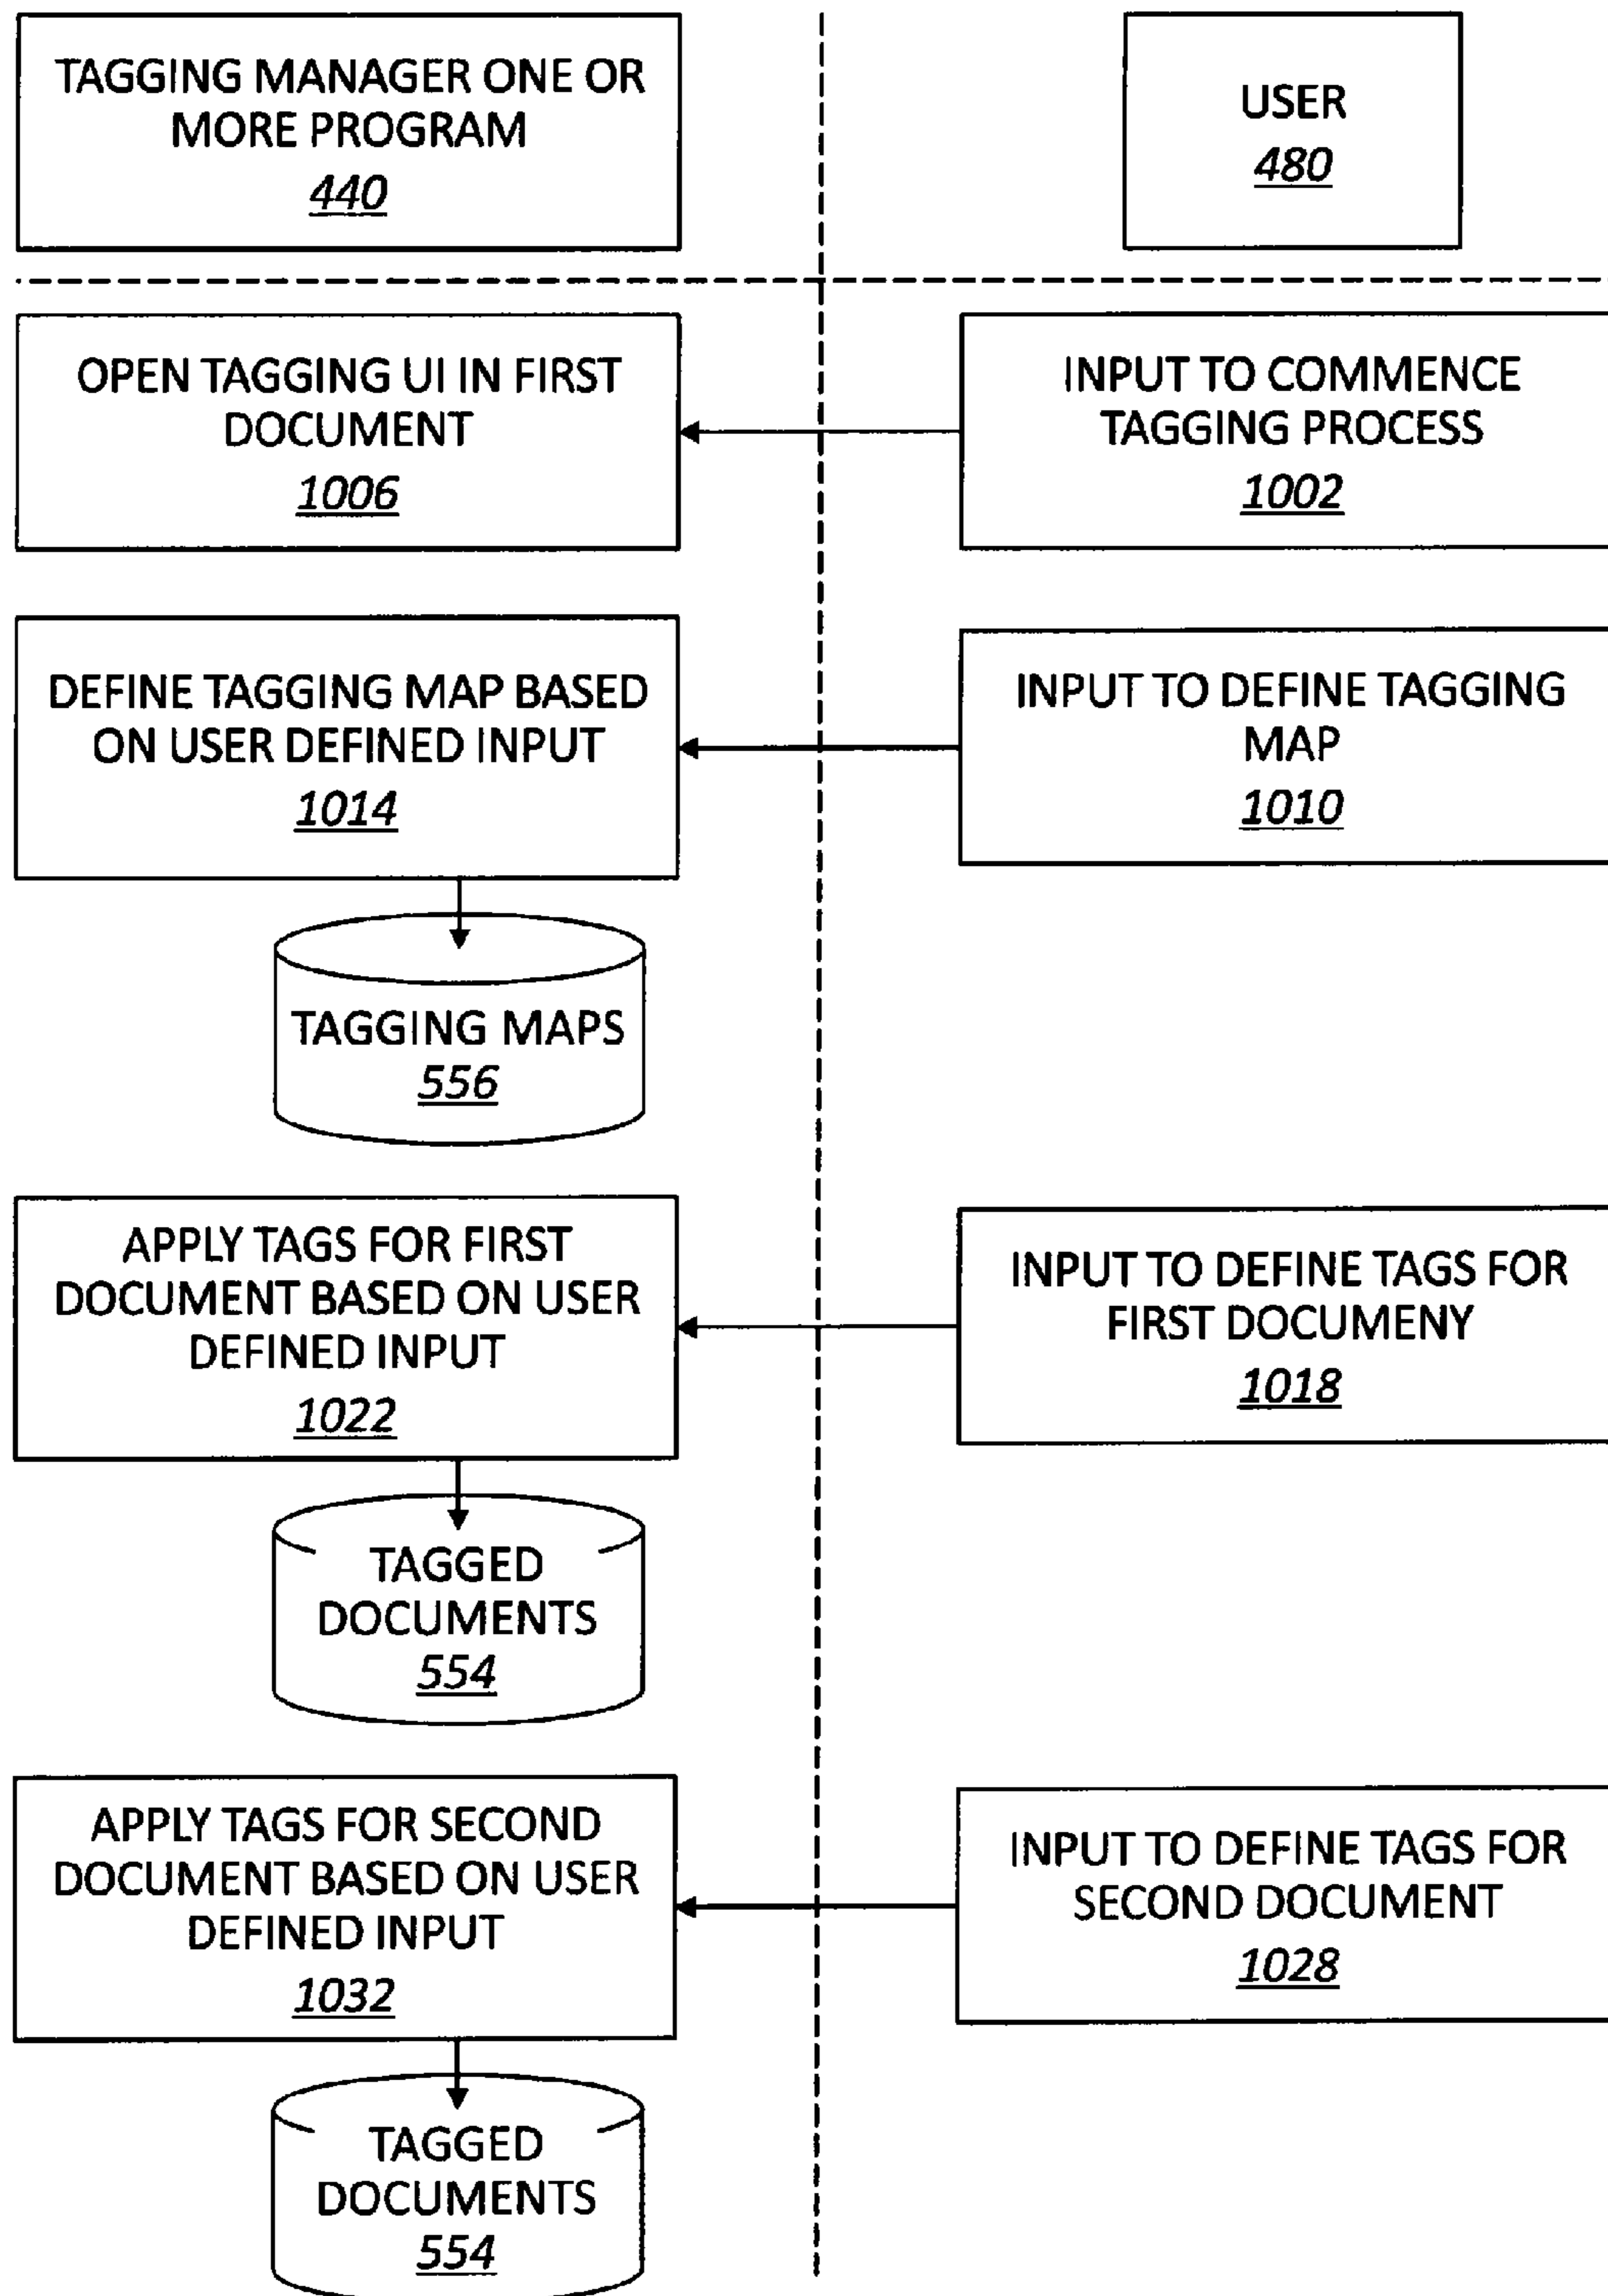 TAGGING MANAGER ONE OR
MORE PROGRAM
440
USER
480
OPEN TAGGING UI IN FIRST
DOCUMENT
1006
INPUT TO COMMENCE
TAGGING PROCESS
1002
DEFINE TAGGING MAP BASED
ON USER DEFINED INPUT
1014
INPUT TO DEFINE TAGGING
MAP
1010
TAGGING MAPS
556
APPLY TAGS FOR FIRST
DOCUMENT BASED ON USER
DEFINED INPUT
1022
INPUT TO DEFINE TAGS FOR
FIRST DOCUMENY
1018
TAGGED
DOCUMENTS
554
APPLY TAGS FOR SECOND
DOCUMENT BASED ON USER
DEFINED INPUT
1032
INPUT TO DEFINE TAGS FOR
SECOND DOCUMENT
1028
TAGGED
DOCUMENTS
554